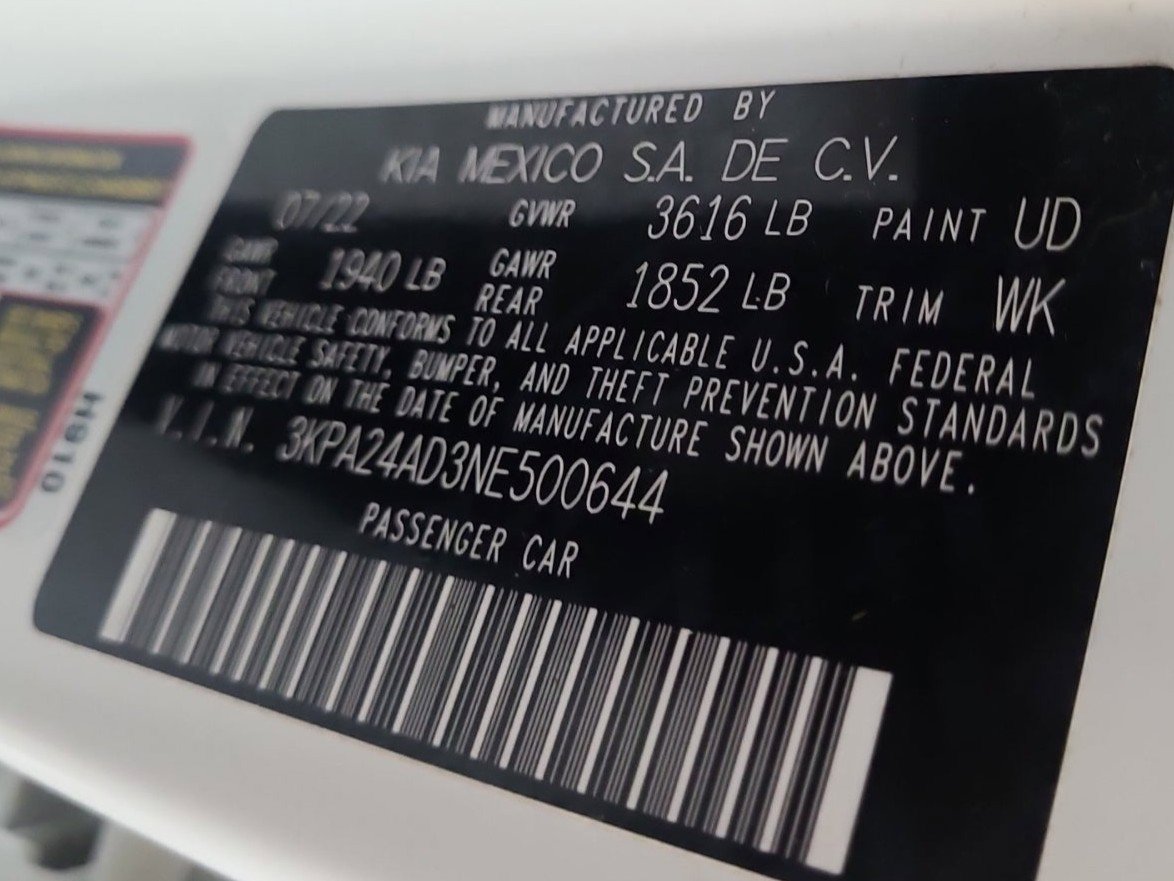 MANUFACTURED BY
KIA MEXICO S.A. DE C.V.
07/22 GVWR 3616 LB PAINT UD
GAWR FRONT 1940 LB GAWR REAR 1852 LB TRIM WK
THIS VEHICLE CONFORMS TO ALL APPLICABLE U.S.A. FEDERAL
MOTOR VEHICLE SAFETY, BUMPER, AND THEFT PREVENTION STANDARDS
IN EFFECT ON THE DATE OF MANUFACTURE SHOWN ABOVE.
V.I.N. 3KPA24AD3NE500644
PASSENGER CAR